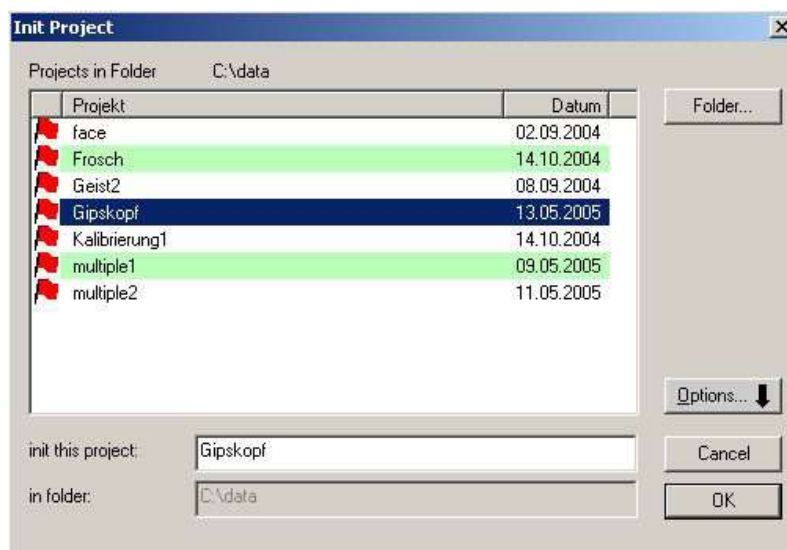 Init Project
Projects in Folder C:\data
Projekt Datum Folder...
face 02.09.2004
Frosch 14.10.2004
Geist2 08.09.2004
Gipskopf 13.05.2005
Kalibrierung1 14.10.2004
multiple1 09.05.2005
multiple2 11.05.2005
Options...
init this project: Gipskopf Cancel
in folder: C:\data OK